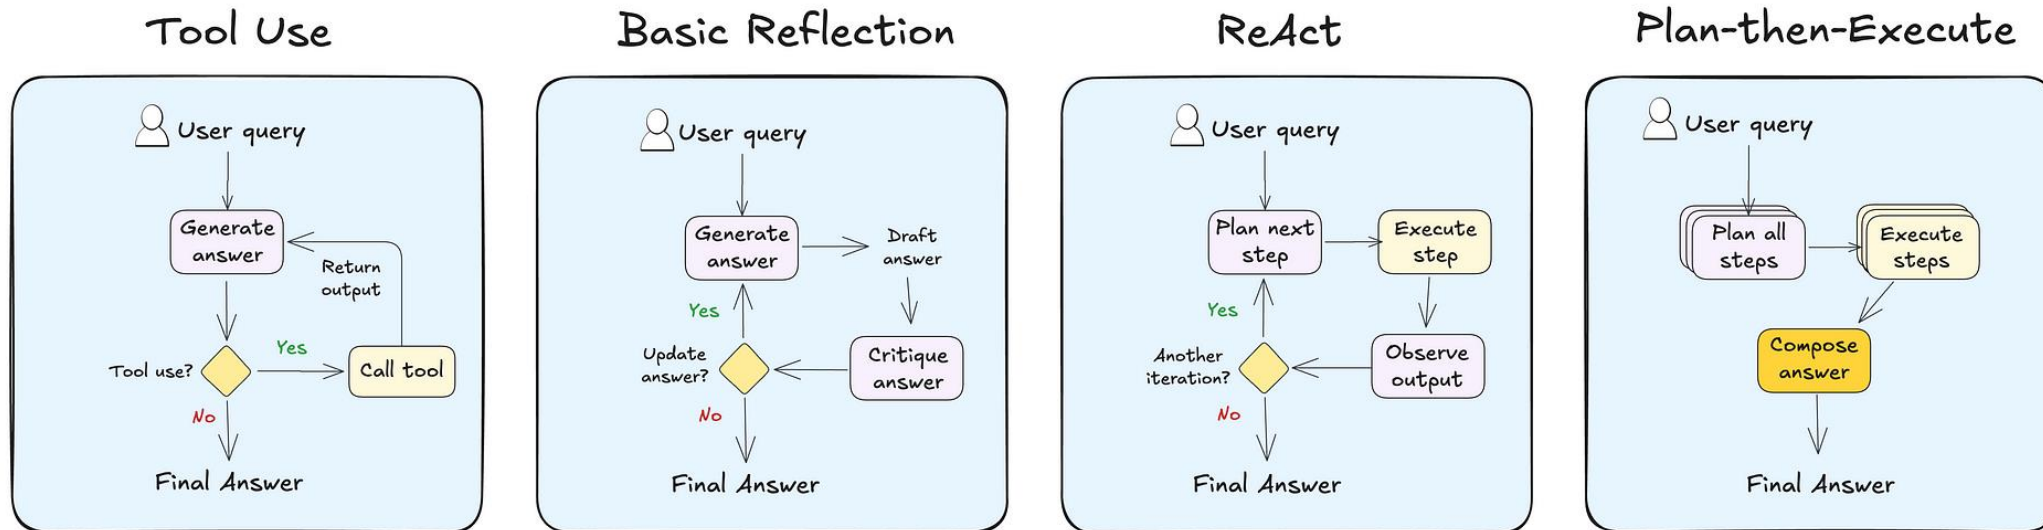 Tool Use
User query
Generate
answer
Return
output
Tool use?
Yes
Call tool
No
Final Answer
Basic Reflection
User query
Generate
answer
Draft
answer
Yes
Update
answer?
Critique
answer
No
Final Answer
ReAct
User query
Plan next
step
Execute
step
Yes
Another
iteration?
Observe
output
No
Final Answer
Plan-then-Execute
User query
Plan all
steps
Execute
steps
Compose
answer
Final Answer